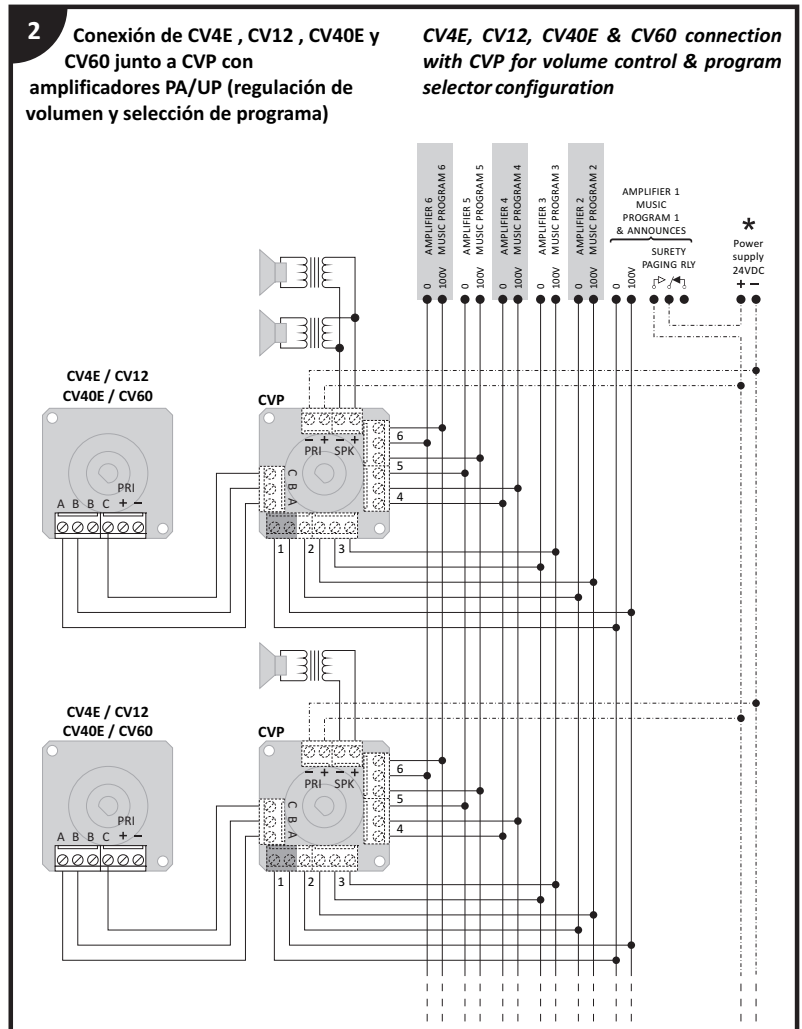 2
Conexión de CV4E , CV12 , CV40E y
CV60 junto a CVP con
amplificadores PA/UP (regulación de
volumen y selección de programa)
CV4E, CV12, CV40E & CV60 connection
with CVP for volume control & program
selector configuration
AMPLIFIER 6
MUSIC PROGRAM 6
AMPLIFIER 5
MUSIC PROGRAM 5
AMPLIFIER 4
MUSIC PROGRAM 4
AMPLIFIER 3
MUSIC PROGRAM 3
AMPLIFIER 2
MUSIC PROGRAM 2
AMPLIFIER 1
MUSIC
PROGRAM 1
& ANNOUNCES
SURETY
PAGING RLY
*
Power
supply
24VDC
+ −
0 100V 0 100V 0 100V 0 100V 0 100V 0 100V
CV4E / CV12
CV40E / CV60
PRI
A B B C + −
CVP
− + − +
PRI SPK
C
B
A
6
5
4
1 2 3
CV4E / CV12
CV40E / CV60
PRI
A B B C + −
CVP
− + − +
PRI SPK
C
B
A
6
5
4
1 2 3